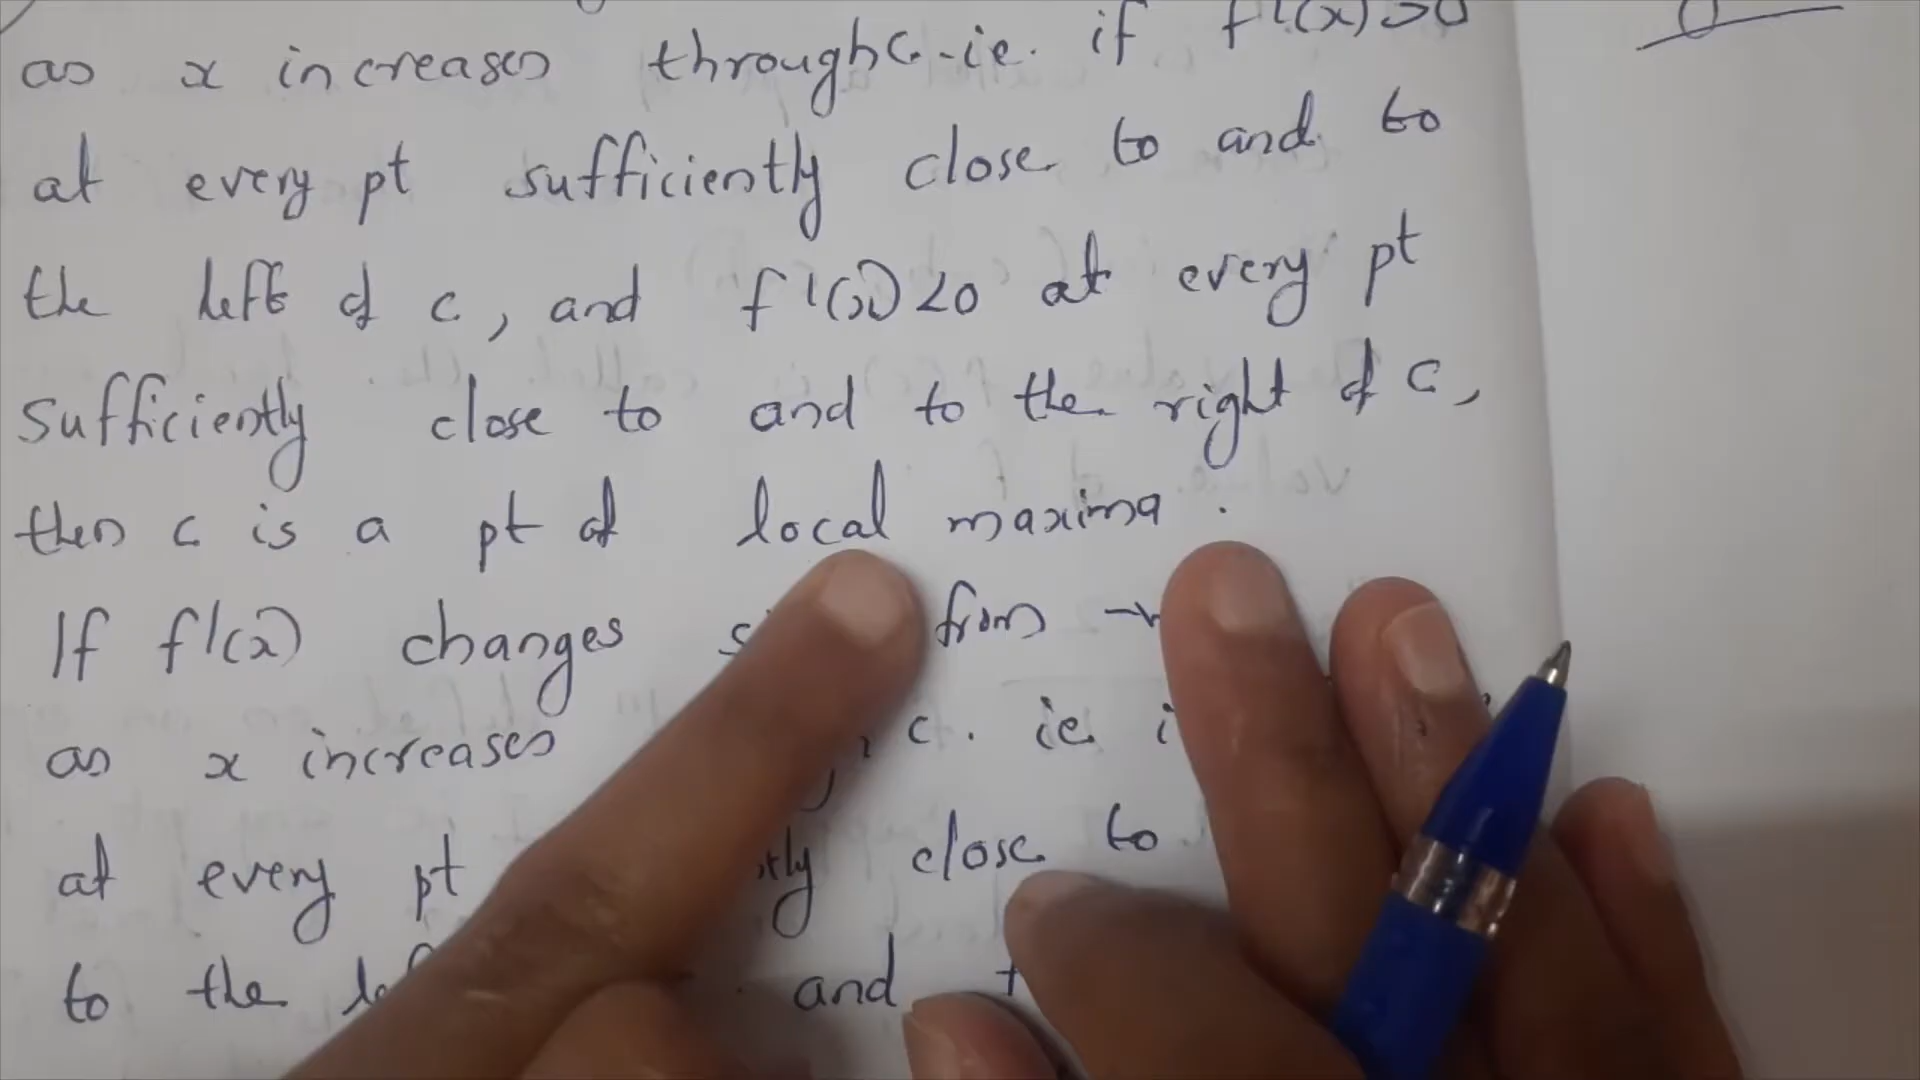 as x increases through c. ie. if f'(x)>0
at every pt sufficiently close to and to
the left of c, and f'(x)<0 at every pt
sufficiently close to and to the right of c,
then c is a pt of local maxima.
If f'(x) changes from
as x increases c. ie
at every pt close to
to the and